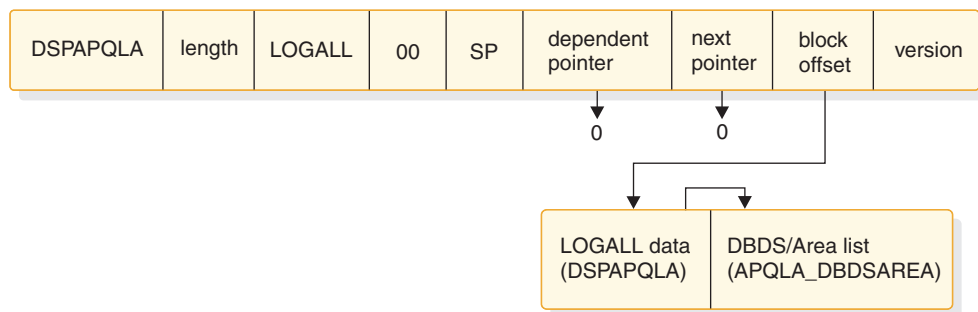 DSPAPQLA length LOGALL 00 SP dependent pointer next pointer block offset version
0 0
LOGALL data
(DSPAPQLA)
DBDS/Area list
(APQLA_DBDSAREA)